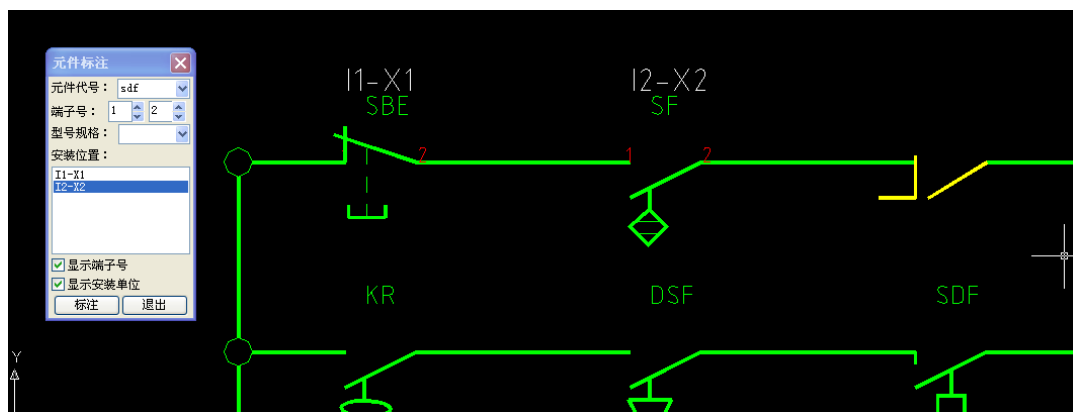 元件标注
元件代号： sdf
端子号： 1 2
型号规格：
安装位置：
I1-X1
I2-X2
显示端子号
显示安装单位
标注 退出
I1-X1 I2-X2
SBE SF
2 1 2
KR DSF SDF
Y